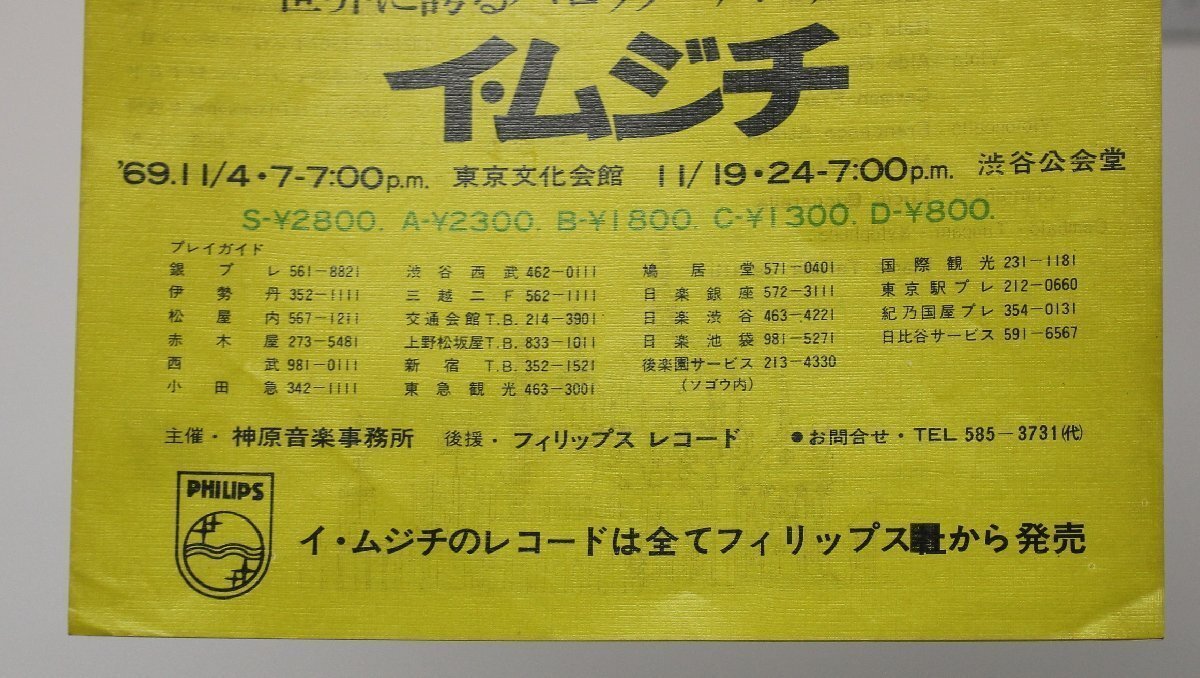 世界に誇るバロック
イ・ムジチ
'69.11/4・7-7:00p.m. 東京文化会館 11/19・24-7:00p.m. 渋谷公会堂
S-¥2800. A-¥2300. B-¥1800. C-¥1300. D-¥800.
プレイガイド
銀プレ 561-8821 渋谷西武 462-0111 鳩居堂 571-0401 国際観光 231-1181
伊勢丹 352-1111 三越二F 562-1111 日楽銀座 572-3111 東京駅プレ 212-0660
松屋内 567-1211 交通会館T.B. 214-3901 日楽渋谷 463-4221 紀乃国屋プレ 354-0131
赤木屋 273-5481 上野松坂屋T.B. 833-1011 日楽池袋 981-5271 日比谷サービス 591-6567
西武 981-0111 新宿T.B. 352-1521 後楽園サービス 213-4330
小田急 342-1111 東急観光 463-3001 (ソゴウ内)
主催・神原音楽事務所 後援・フィリップス レコード ●お問合せ・TEL 585-3731(代)
PHILIPS
イ・ムジチのレコードは全てフィリップス社から発売